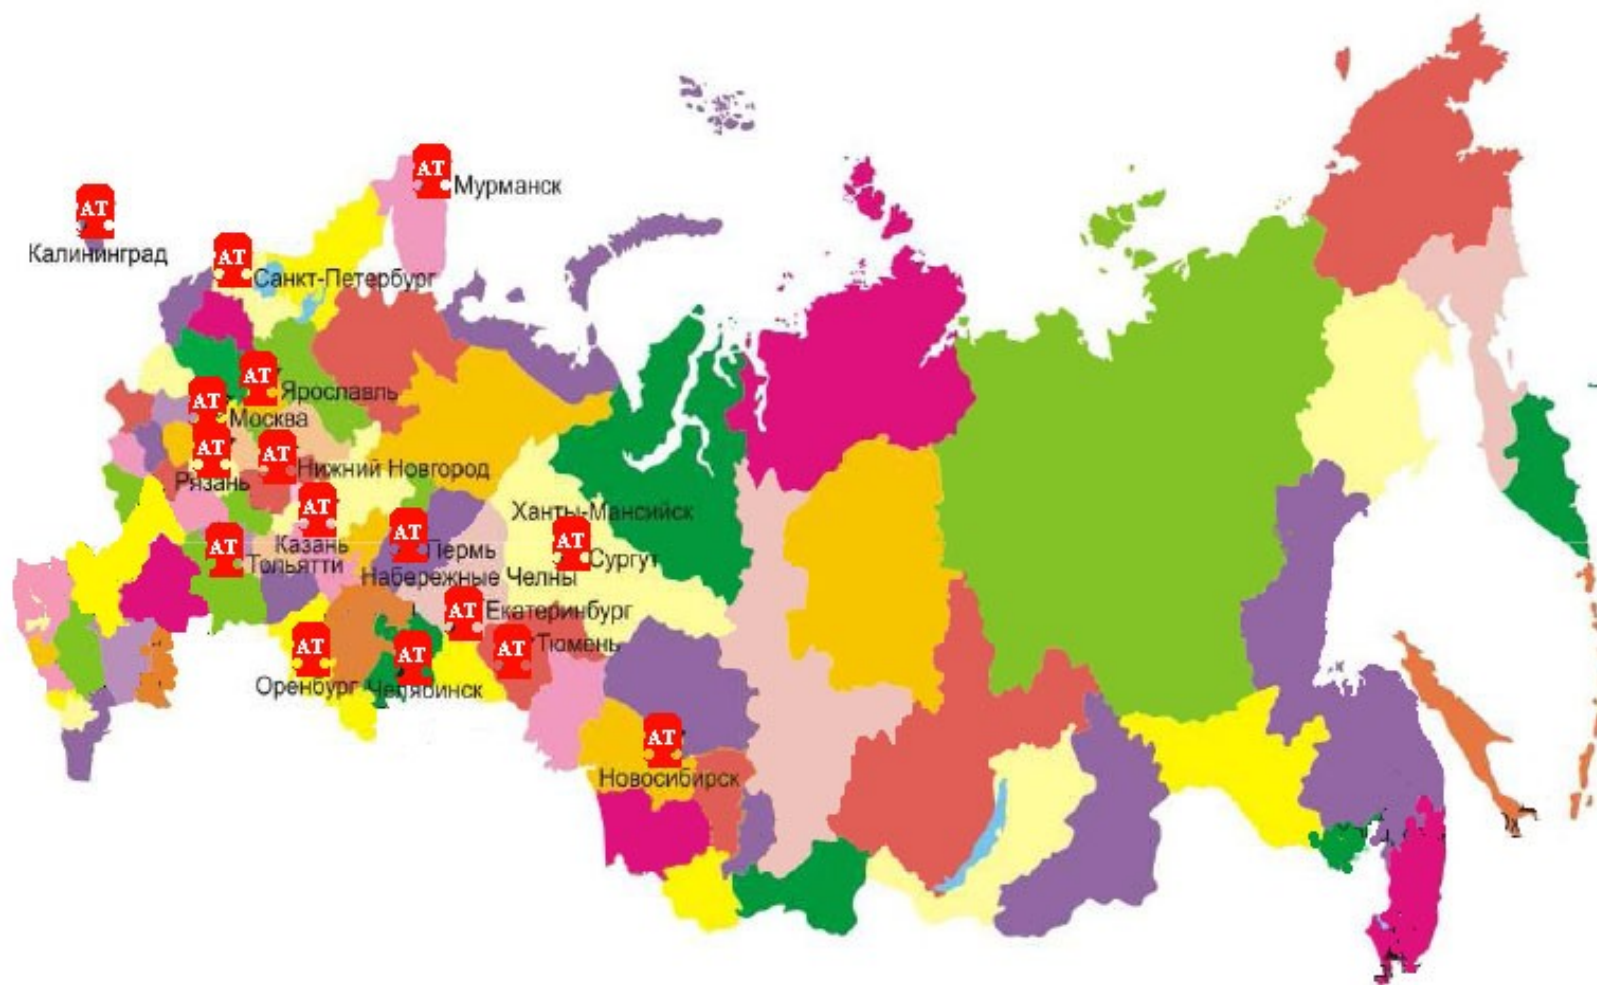 АТ
Мурманск
АТ
Калининград
АТ
Санкт-Петербург
АТ
Ярославль
АТ
Москва
АТ
Рязань
АТ
Нижний Новгород
АТ
Казань
Ханты-Мансийск
АТ
Сургут
АТ
Пермь
АТ
Тольятти
Набережные Челны
АТ
Екатеринбург
АТ
Тюмень
АТ
Оренбург
АТ
Челябинск
АТ
Новосибирск